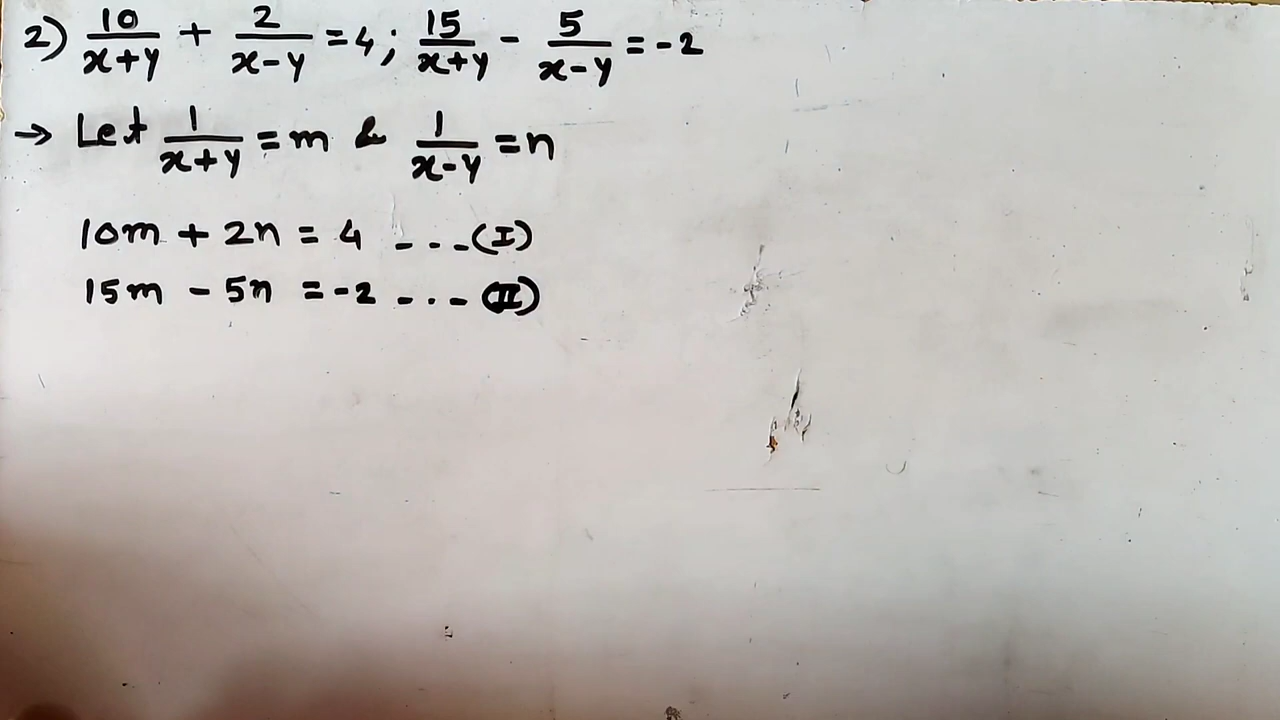 2) 10/(x+y) + 2/(x-y) = 4; 15/(x+y) - 5/(x-y) = -2
→ Let 1/(x+y) = m & 1/(x-y) = n
10m + 2n = 4 ---(I)
15m - 5n = -2 --- (II)